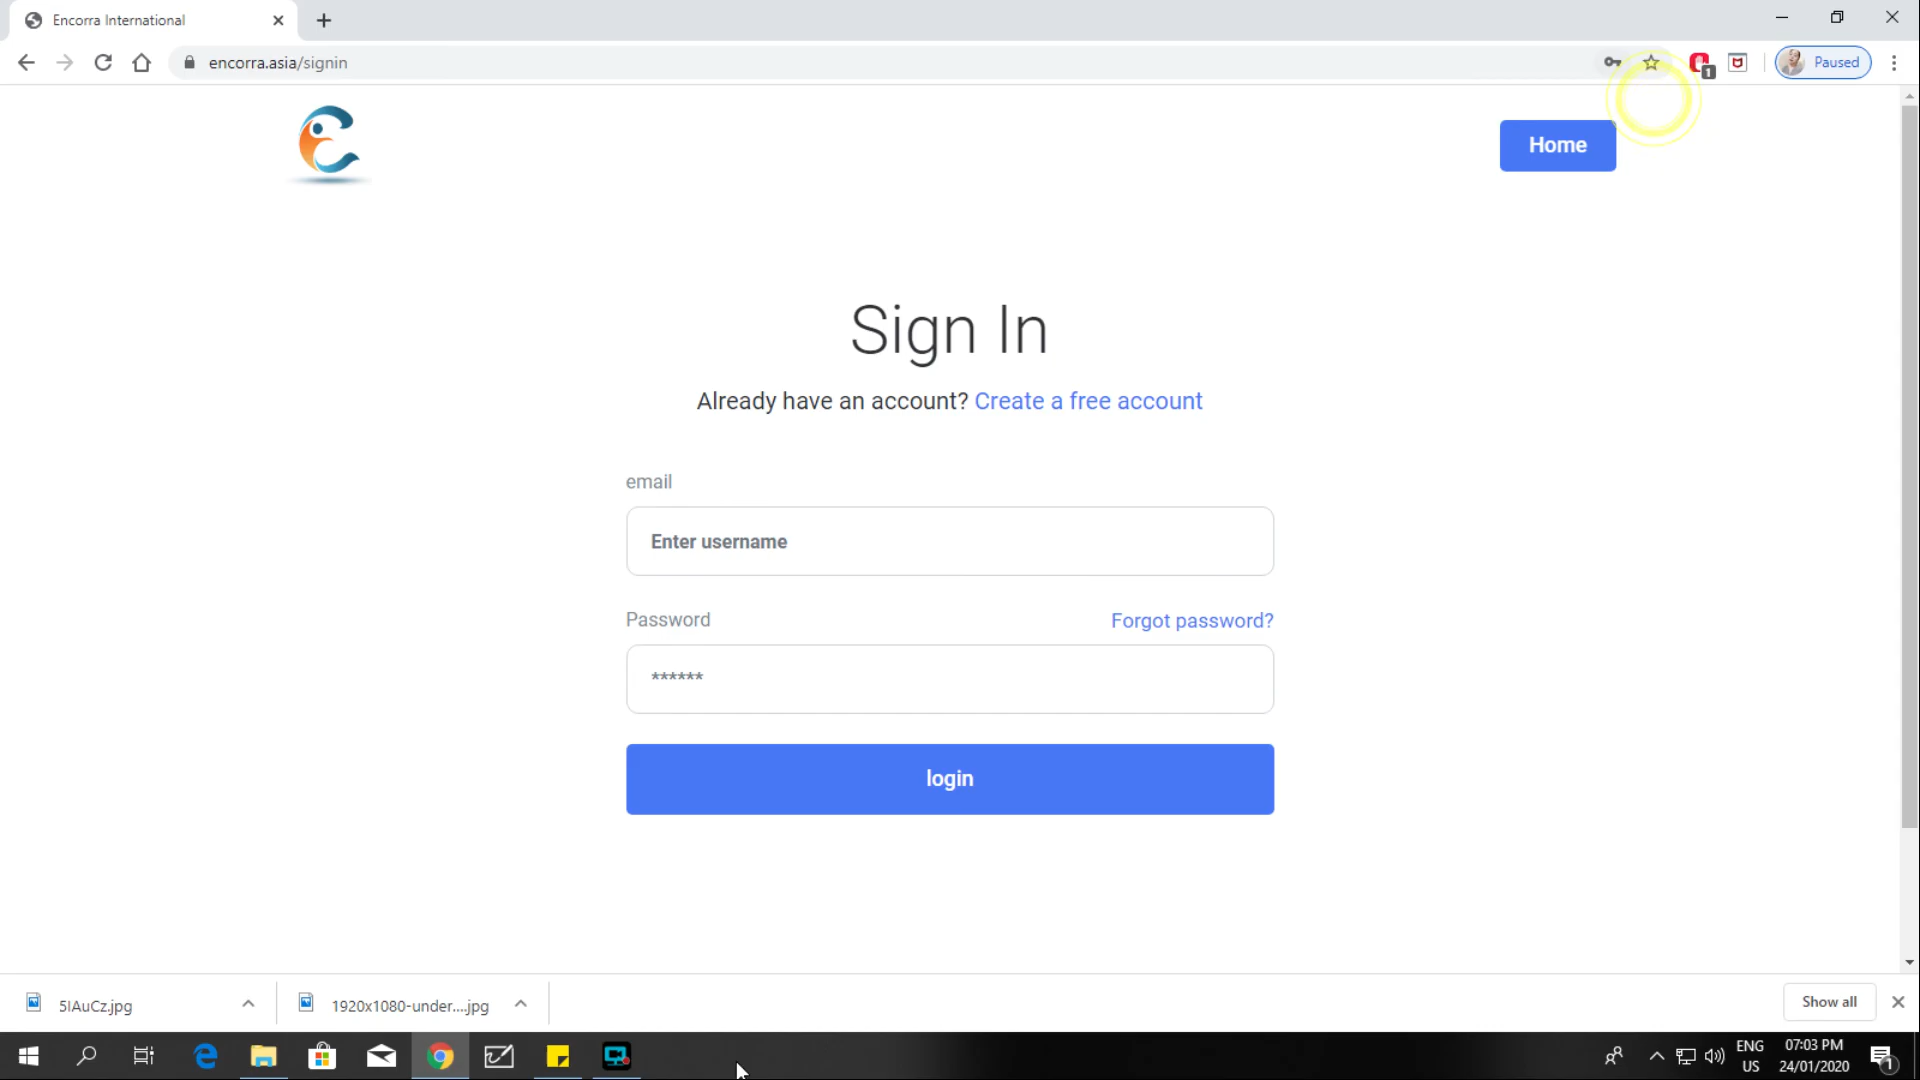 Encorra International
encorra.asia/signin
1
Paused
Home
Sign In
Already have an account? Create a free account
email
Enter username
Password
Forgot password?
******
login
5IAuCz.jpg
1920x1080-under....jpg
Show all
ENG
US
07:03 PM
24/01/2020
1